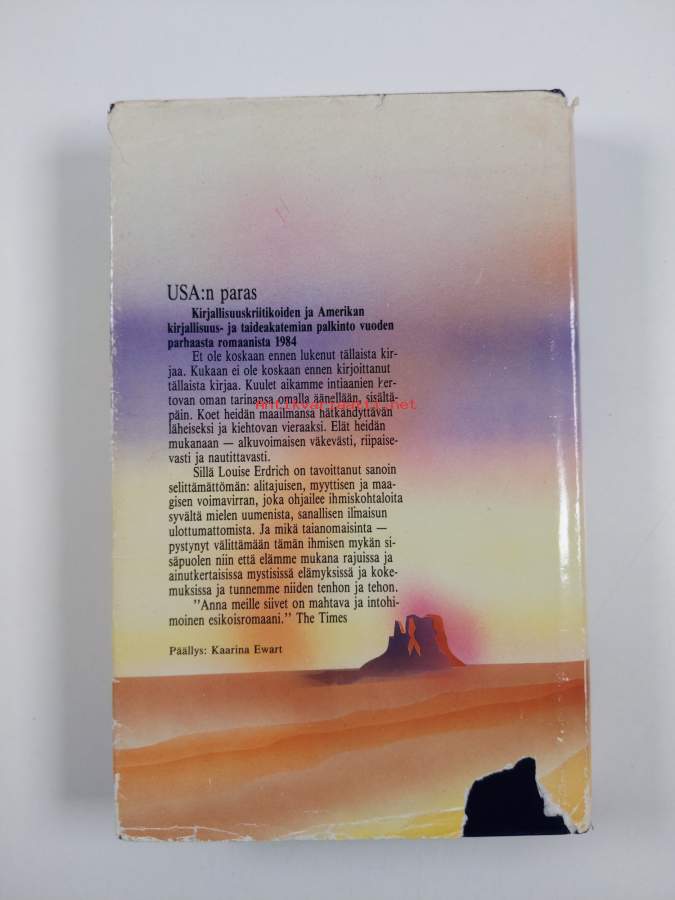 USA:n paras
Kirjallisuuskriitikoiden ja Amerikan
kirjallisuus- ja taideakatemian palkinto vuoden
parhaasta romaanista 1984
Et ole koskaan ennen lukenut tällaista kir-
jaa. Kukaan ei ole koskaan ennen kirjoittanut
tällaista kirjaa. Kuulet aikamme intiaanien ker-
tovan oman tarinansa omalla äänellään, sisältä-
päin. Koet heidän maailmansa hätkähdyttävän
läheiseksi ja kiehtovan vieraaksi. Elät heidän
mukanaan — alkuvoimaisen väkevästi, riipaise-
vasti ja nautittavasti.
Sillä Louise Erdrich on tavoittanut sanoin
selittämättömän: alitajuisen, myyttisen ja maa-
gisen voimavirran, joka ohjailee ihmiskohtaloita
syvältä mielen uumenista, sanallisen ilmaisun
ulottumattomista. Ja mikä taianomaisinta —
pystynyt välittämään tämän ihmisen mykän si-
säpuolen niin että elämme mukana rajuissa ja
ainutkertaisissa mystisissä elämyksissä ja koke-
muksissa ja tunnemme niiden tenhon ja tehon.
"Anna meille siivet on mahtava ja intohi-
moinen esikoisromaani." The Times
Päällys: Kaarina Ewart
Antikvariaatti.net